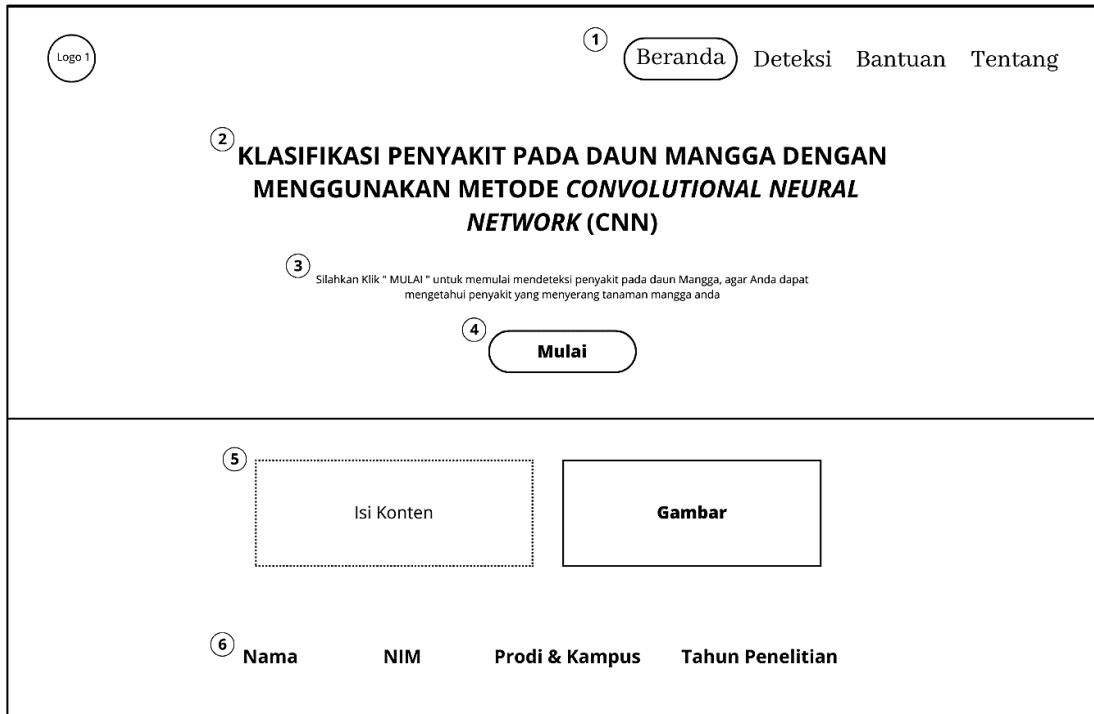 Logo 1
1
Beranda Deteksi Bantuan Tentang
2
KLASIFIKASI PENYAKIT PADA DAUN MANGGA DENGAN
MENGGUNAKAN METODE CONVOLUTIONAL NEURAL
NETWORK (CNN)
3
Silahkan Klik " MULAI " untuk memulai mendeteksi penyakit pada daun Mangga, agar Anda dapat
mengetahui penyakit yang menyerang tanaman mangga anda
4
Mulai
5
Isi Konten
Gambar
6
Nama NIM Prodi & Kampus Tahun Penelitian